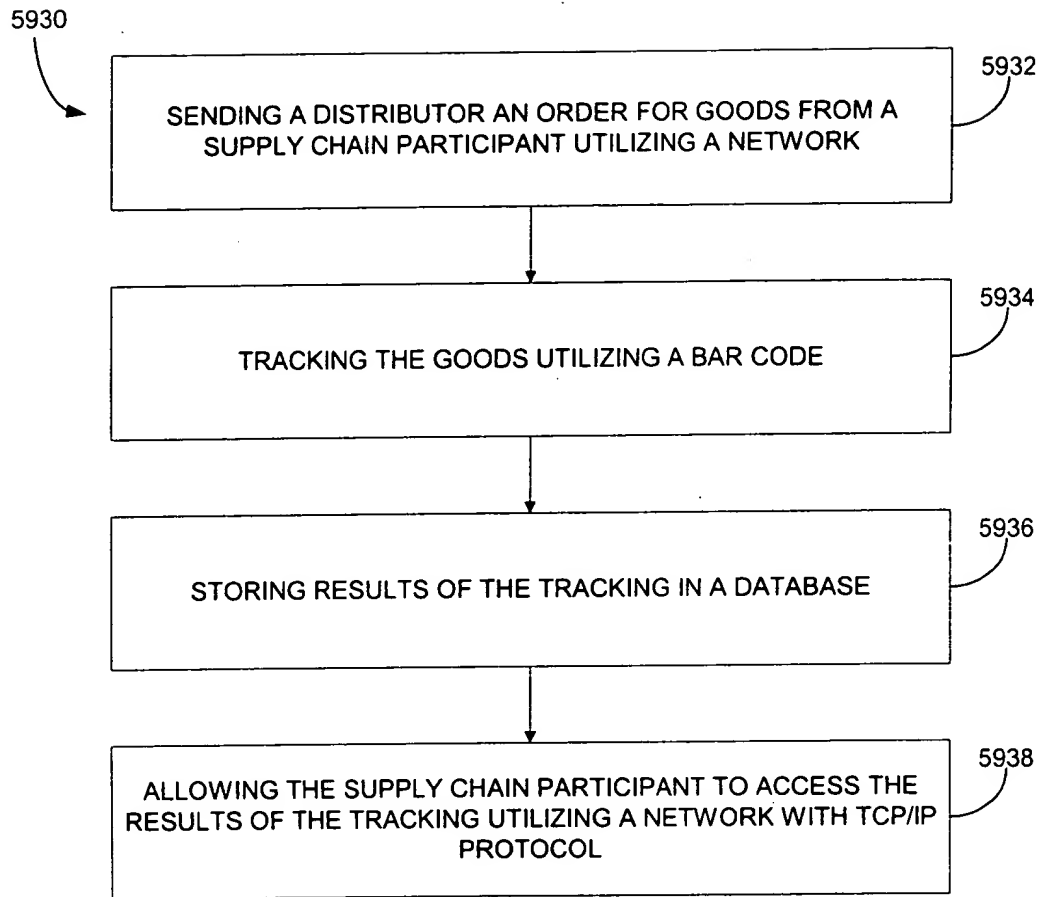 5930
5932
SENDING A DISTRIBUTOR AN ORDER FOR GOODS FROM A
SUPPLY CHAIN PARTICIPANT UTILIZING A NETWORK
5934
TRACKING THE GOODS UTILIZING A BAR CODE
5936
STORING RESULTS OF THE TRACKING IN A DATABASE
5938
ALLOWING THE SUPPLY CHAIN PARTICIPANT TO ACCESS THE
RESULTS OF THE TRACKING UTILIZING A NETWORK WITH TCP/IP
PROTOCOL